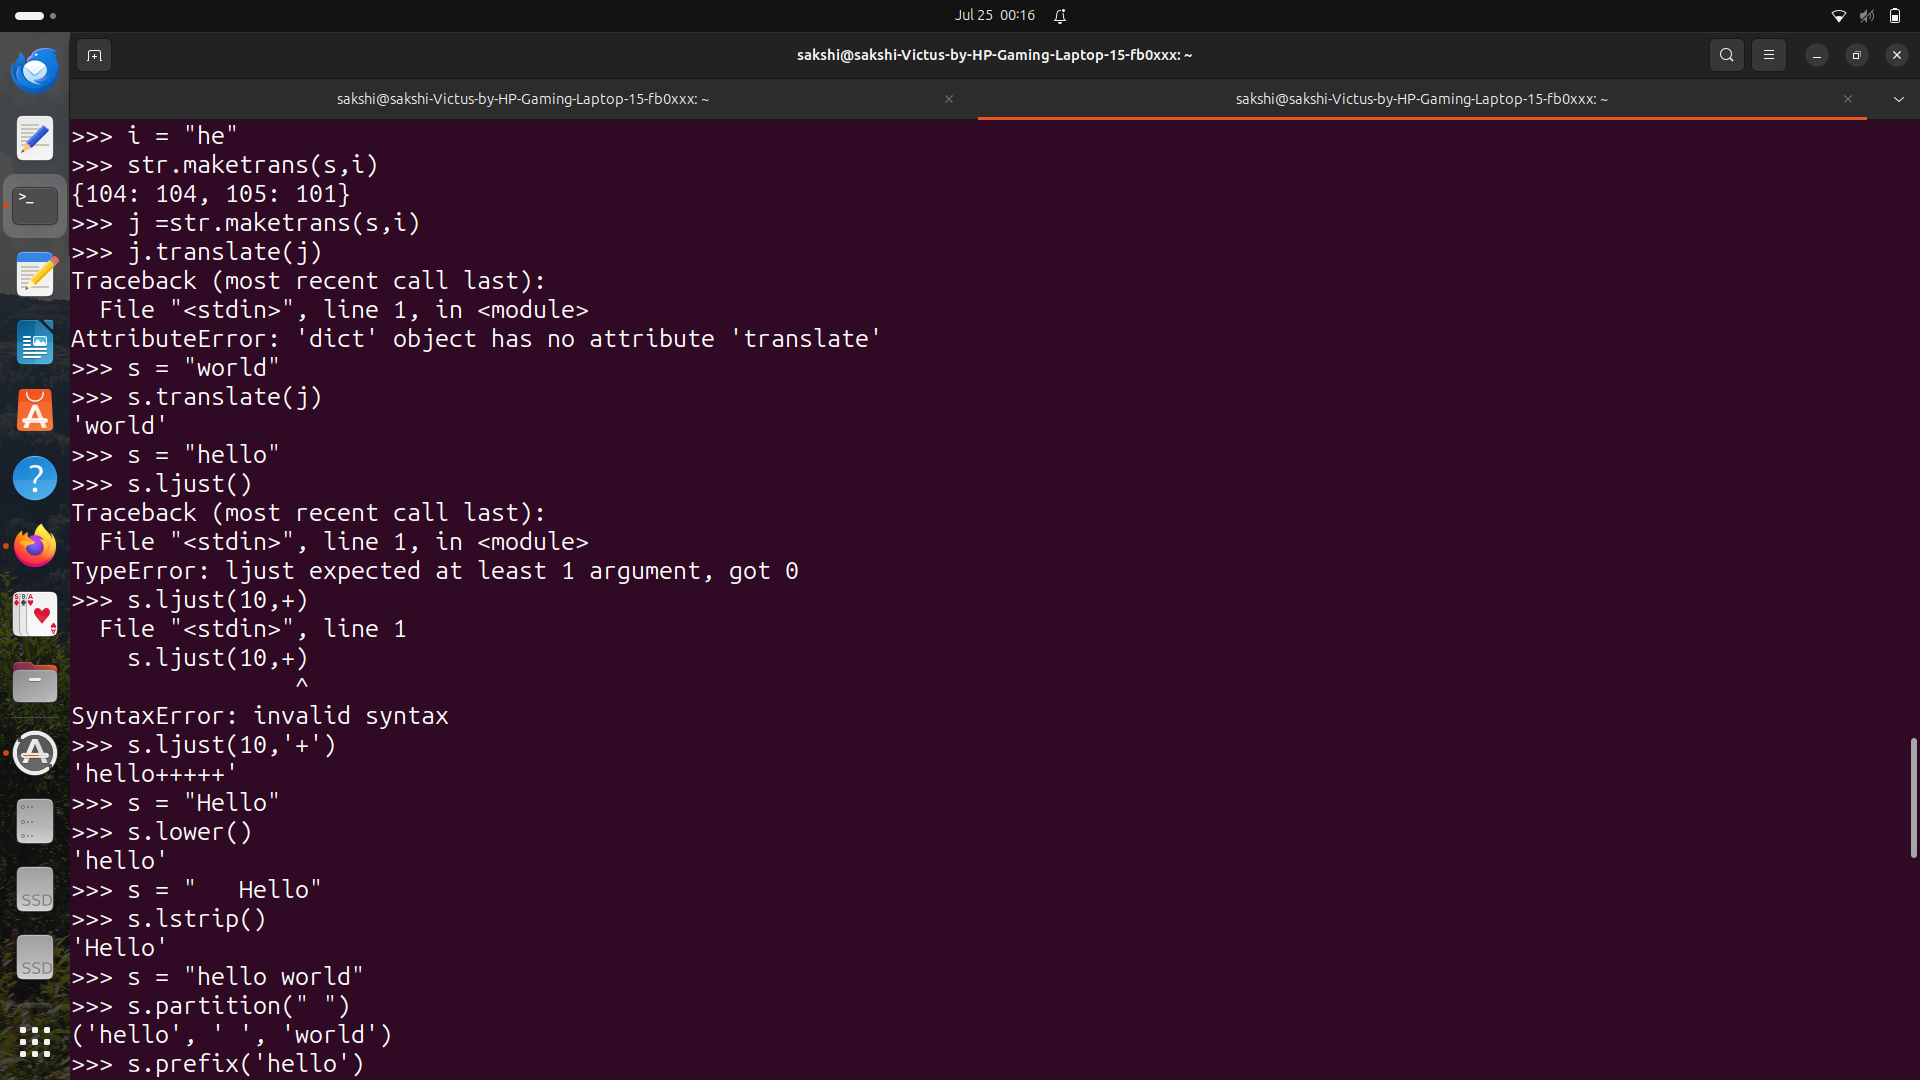 Jul 25 00:16
sakshi@sakshi-Victus-by-HP-Gaming-Laptop-15-fb0xxx: ~
sakshi@sakshi-Victus-by-HP-Gaming-Laptop-15-fb0xxx: ~
sakshi@sakshi-Victus-by-HP-Gaming-Laptop-15-fb0xxx: ~
>>> i = "he"
>>> str.maketrans(s,i)
{104: 104, 105: 101}
>>> j =str.maketrans(s,i)
>>> j.translate(j)
Traceback (most recent call last):
  File "<stdin>", line 1, in <module>
AttributeError: 'dict' object has no attribute 'translate'
>>> s = "world"
>>> s.translate(j)
'world'
>>> s = "hello"
>>> s.ljust()
Traceback (most recent call last):
  File "<stdin>", line 1, in <module>
TypeError: ljust expected at least 1 argument, got 0
>>> s.ljust(10,+)
  File "<stdin>", line 1
    s.ljust(10,+)
                ^
SyntaxError: invalid syntax
>>> s.ljust(10,'+')
'hello+++++'
>>> s = "Hello"
>>> s.lower()
'hello'
>>> s = "   Hello"
>>> s.lstrip()
'Hello'
>>> s = "hello world"
>>> s.partition(" ")
('hello', ' ', 'world')
>>> s.prefix('hello')
SSD
SSD